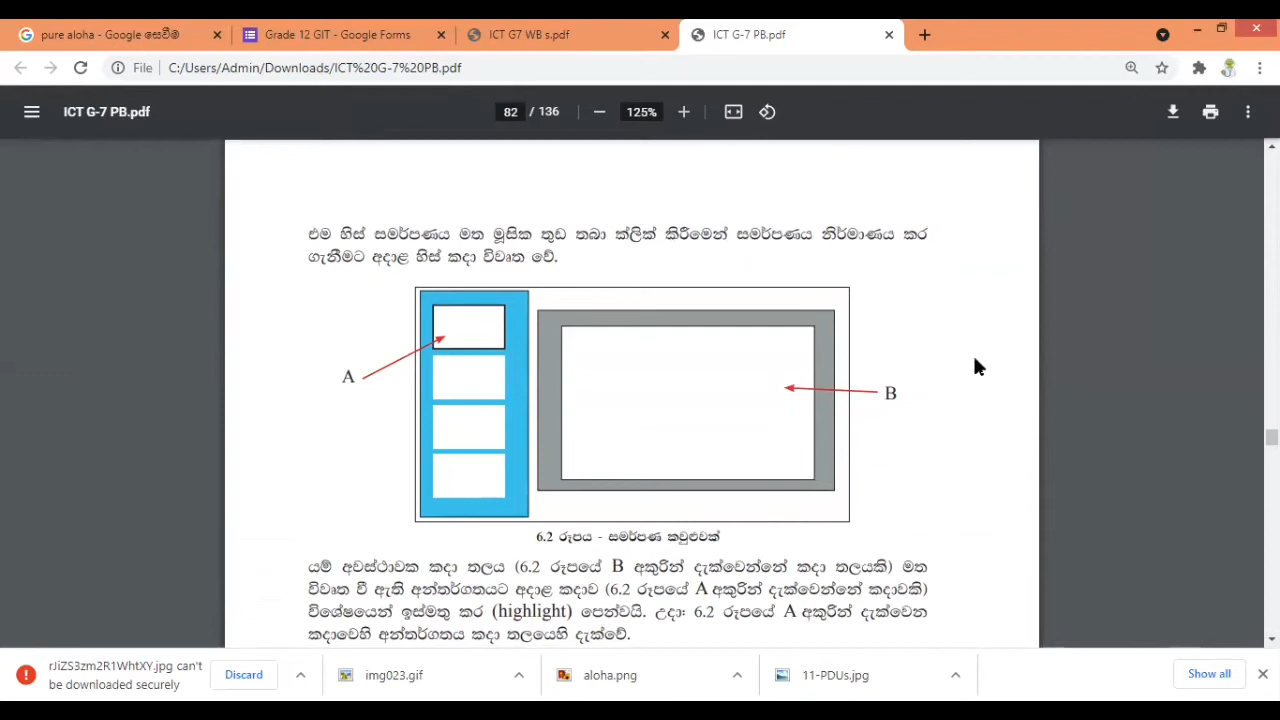 pure aloha - Google සෙවීම
Grade 12 GIT - Google Forms
ICT G7 WB s.pdf
ICT G-7 PB.pdf
File
C:/Users/Admin/Downloads/ICT%20G-7%20PB.pdf
ICT G-7 PB.pdf
82 / 136
125%
එම හිස් සමර්පණය මත මූසික තුඩ තබා ක්ලික් කිරීමෙන් සමර්පණය නිර්මාණය කර
ගැනීමට අදාළ හිස් කදා විවෘත වේ.
A
B
6.2 රූපය - සමර්පණ කවුළුවක්
යම් අවස්ථාවක කදා තලය (6.2 රූපයේ B අකුරින් දැක්වෙන්නේ කදා තලයකි) මත
විවෘත වී ඇති අන්තර්ගතයට අදාළ කදාව (6.2 රූපයේ A අකුරින් දැක්වෙන්නේ කදාවකි)
විශේෂයෙන් ඉස්මතු කර (highlight) පෙන්වයි. උදා: 6.2 රූපයේ A අකුරින් දැක්වෙන
කදාවෙහි අන්තර්ගතය කදා තලයෙහි දැක්වේ.
rJiZS3zm2R1WhtXY.jpg can't
be downloaded securely
Discard
img023.gif
aloha.png
11-PDUs.jpg
Show all